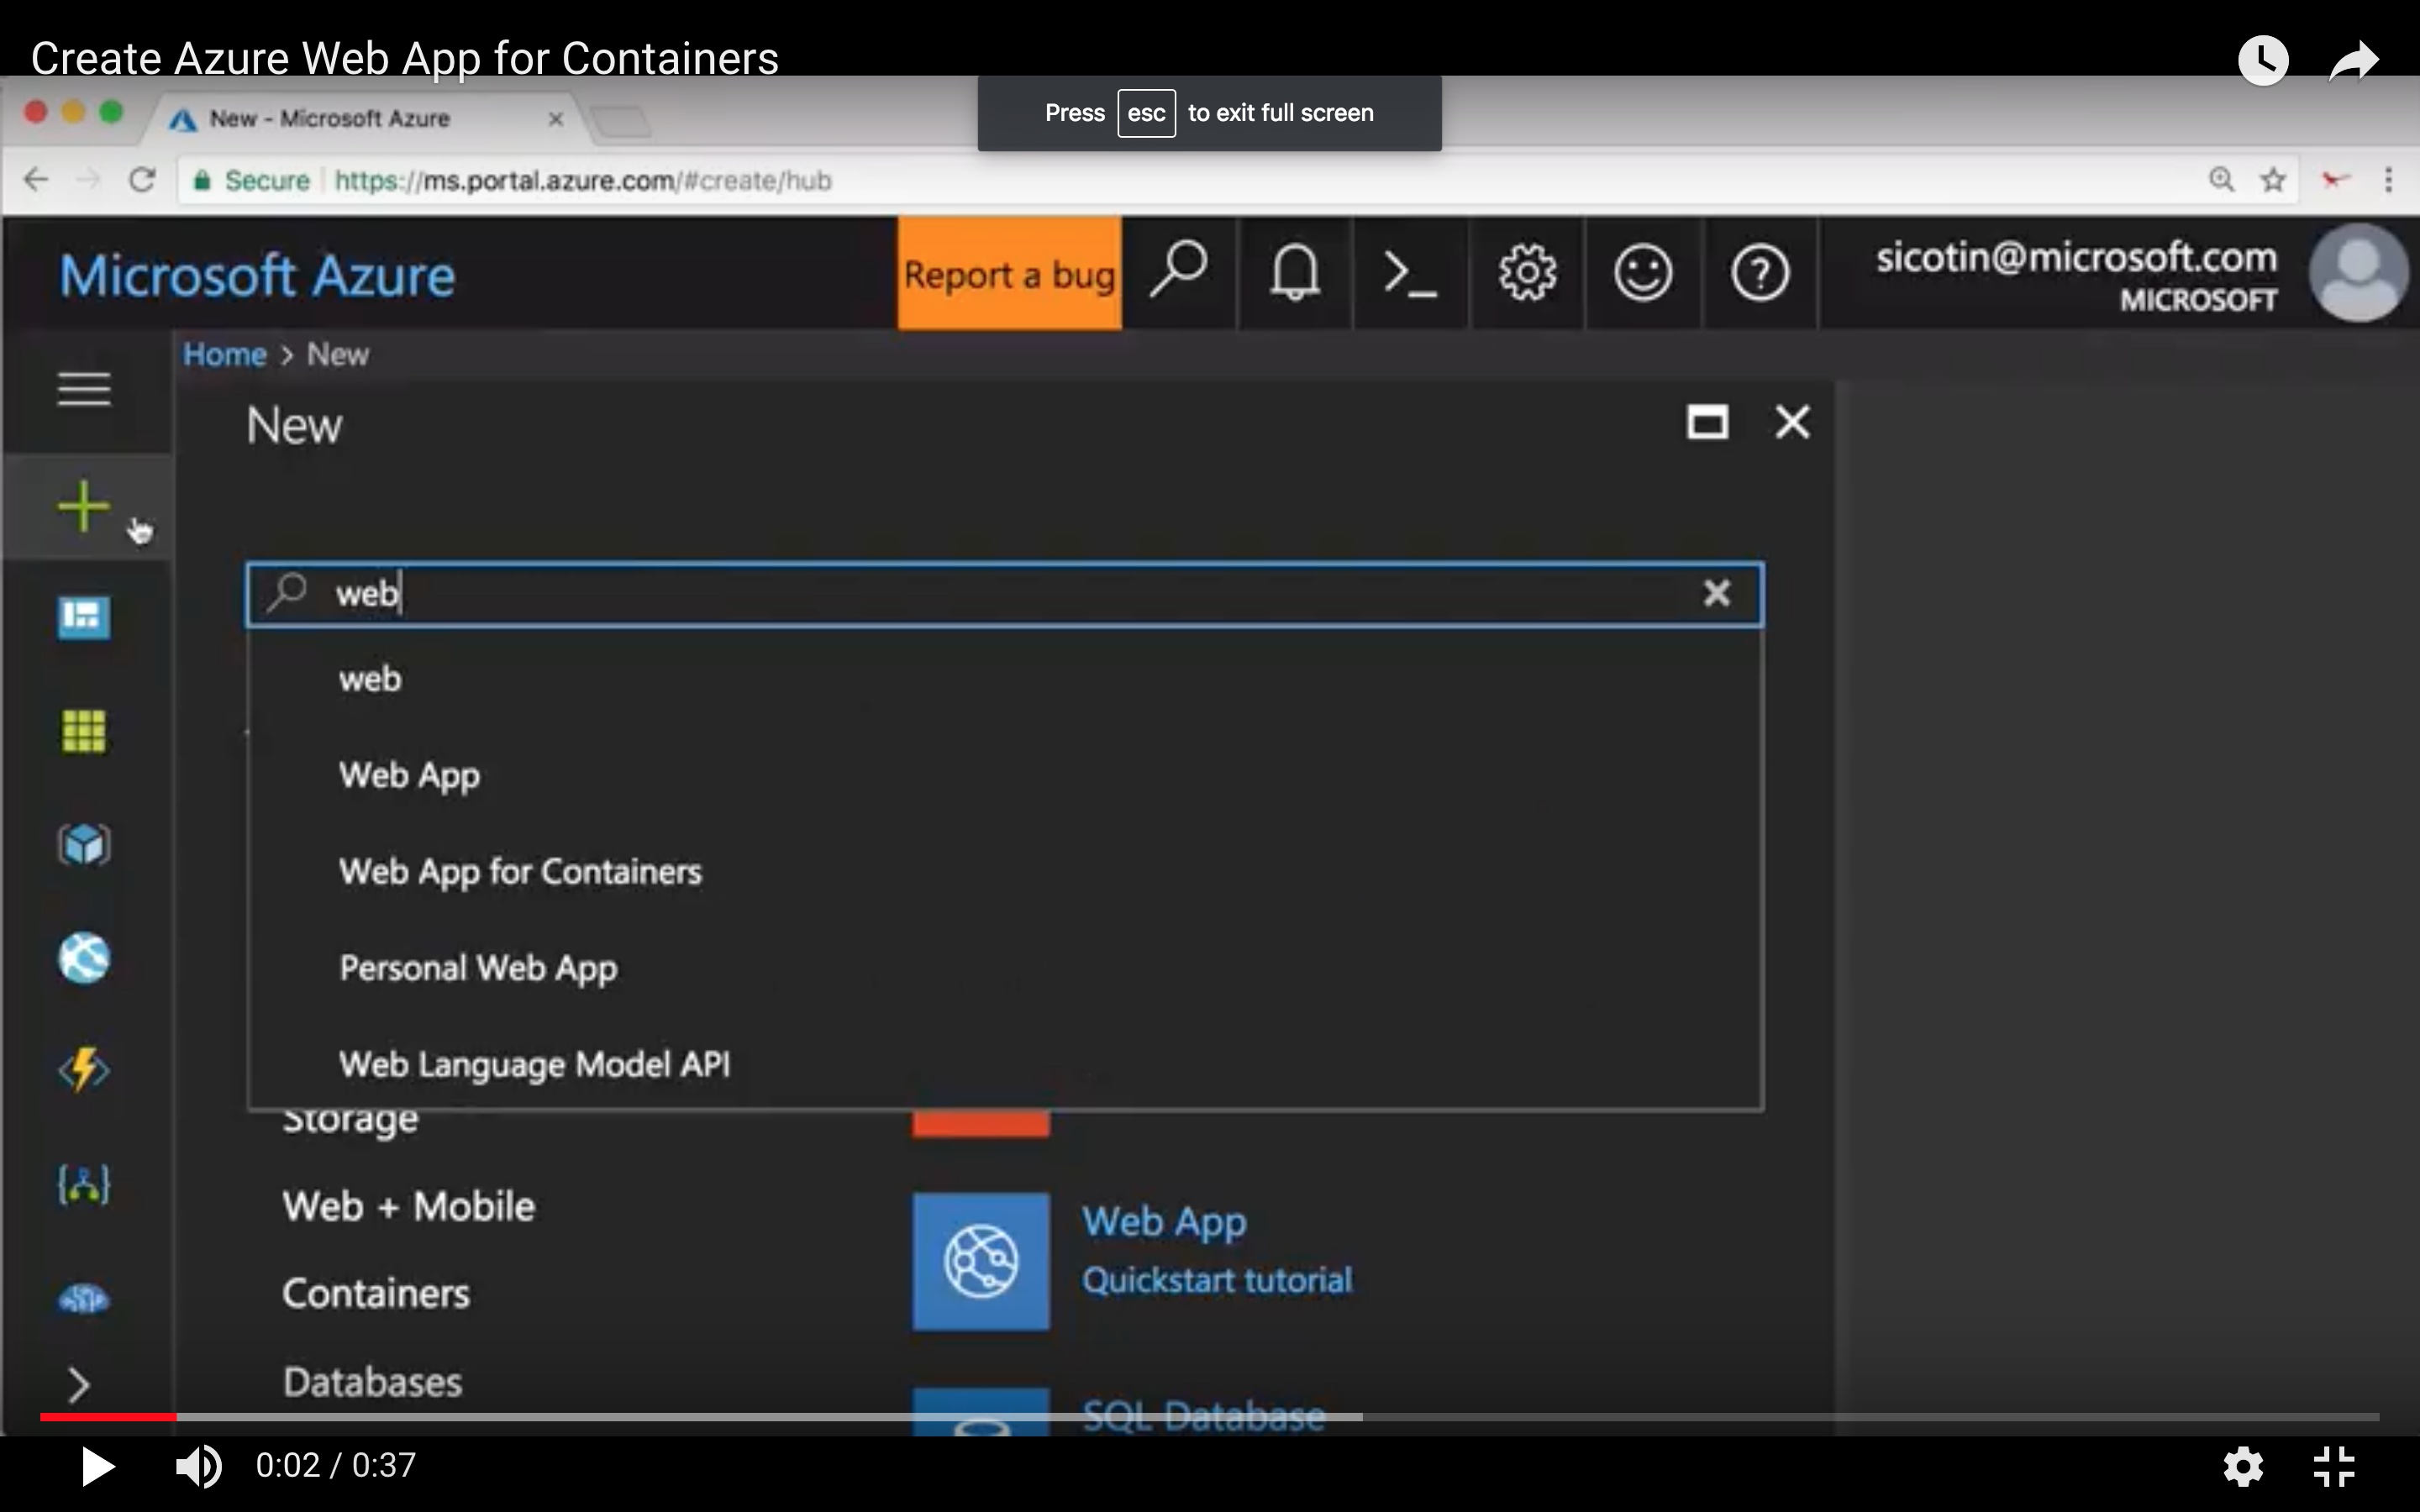 Create Azure Web App for Containers
Press esc to exit full screen
New - Microsoft Azure
Secure https://ms.portal.azure.com/#create/hub
Microsoft Azure
Report a bug
sicotin@microsoft.com
MICROSOFT
Home > New
New
web
web
Web App
Web App for Containers
Personal Web App
Web Language Model API
Storage
Web + Mobile
Containers
Databases
Web App
Quickstart tutorial
SQL Database
0:02 / 0:37